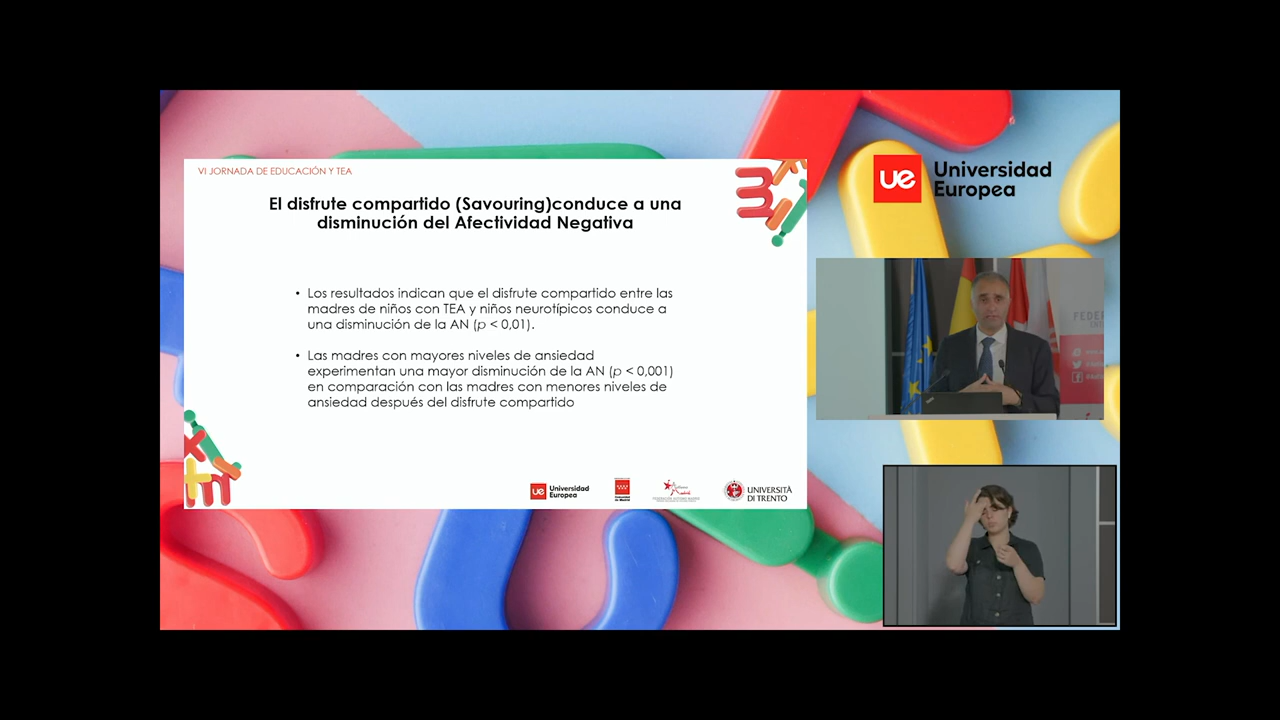 VI JORNADA DE EDUCACIÓN Y TEA
El disfrute compartido (Savouring)conduce a una
disminución del Afectividad Negativa
• Los resultados indican que el disfrute compartido entre las
madres de niños con TEA y niños neurotípicos conduce a
una disminución de la AN (p < 0,01).
• Las madres con mayores niveles de ansiedad
experimentan una mayor disminución de la AN (p < 0,001)
en comparación con las madres con menores niveles de
ansiedad después del disfrute compartido
ue Universidad
Europea
UNIVERSITÀ
DI TRENTO
ue Universidad
Europea
FEDER